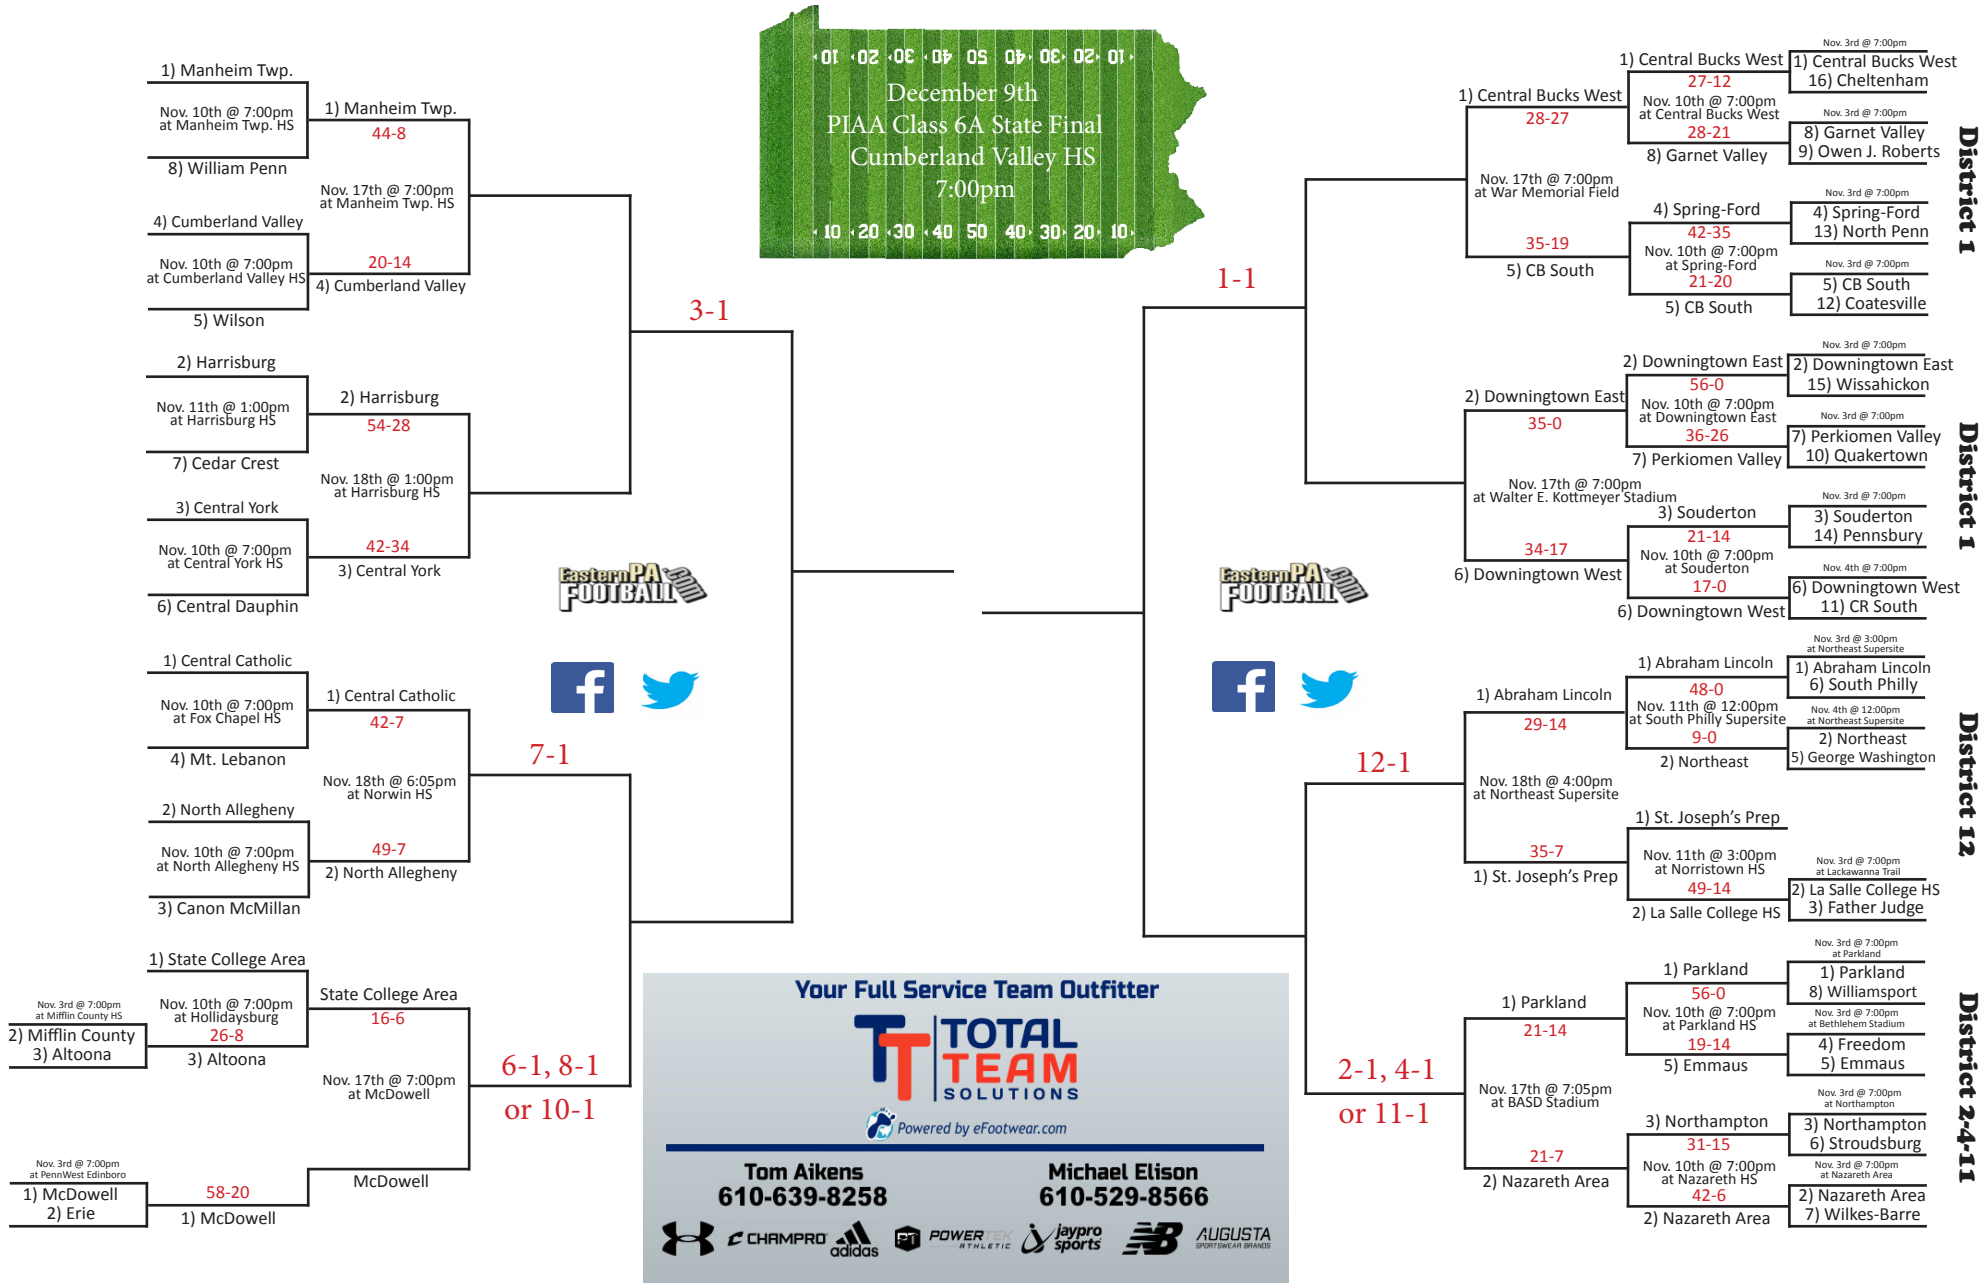 10 20 30 40 50 40 30 20 10
December 9th
PIAA Class 6A State Final
Cumberland Valley HS
7:00pm
10 20 30 40 50 40 30 20 10
1) Manheim Twp.
Nov. 10th @ 7:00pm
at Manheim Twp. HS
8) William Penn
1) Manheim Twp.
44-8
Nov. 17th @ 7:00pm
at Manheim Twp. HS
4) Cumberland Valley
Nov. 10th @ 7:00pm
at Cumberland Valley HS
5) Wilson
20-14
4) Cumberland Valley
3-1
2) Harrisburg
Nov. 11th @ 1:00pm
at Harrisburg HS
7) Cedar Crest
2) Harrisburg
54-28
Nov. 18th @ 1:00pm
at Harrisburg HS
3) Central York
Nov. 10th @ 7:00pm
at Central York HS
6) Central Dauphin
42-34
3) Central York
1) Central Catholic
Nov. 10th @ 7:00pm
at Fox Chapel HS
4) Mt. Lebanon
1) Central Catholic
42-7
Nov. 18th @ 6:05pm
at Norwin HS
7-1
2) North Allegheny
Nov. 10th @ 7:00pm
at North Allegheny HS
3) Canon McMillan
49-7
2) North Allegheny
1) State College Area
Nov. 10th @ 7:00pm
at Hollidaysburg
26-8
3) Altoona
Nov. 3rd @ 7:00pm
at Mifflin County HS
2) Mifflin County
3) Altoona
State College Area
16-6
Nov. 17th @ 7:00pm
at McDowell
6-1, 8-1
or 10-1
McDowell
Nov. 3rd @ 7:00pm
at PennWest Edinboro
1) McDowell
2) Erie
58-20
1) McDowell
EasternPA
FOOTBALL
.com
EasternPA
FOOTBALL
.com
Your Full Service Team Outfitter
TT
TOTAL
TEAM
SOLUTIONS
Powered by eFootwear.com
Tom Aikens
610-639-8258
Michael Elison
610-529-8566
CHAMPRO
adidas
PT POWERTEK
ATHLETIC
jaypro
sports
NB
AUGUSTA
SPORTSWEAR BRANDS
1-1
1) Central Bucks West
28-27
Nov. 17th @ 7:00pm
at War Memorial Field
35-19
5) CB South
1) Central Bucks West
27-12
Nov. 10th @ 7:00pm
at Central Bucks West
28-21
8) Garnet Valley
Nov. 3rd @ 7:00pm
1) Central Bucks West
16) Cheltenham
Nov. 3rd @ 7:00pm
8) Garnet Valley
9) Owen J. Roberts
4) Spring-Ford
42-35
Nov. 10th @ 7:00pm
at Spring-Ford
21-20
5) CB South
Nov. 3rd @ 7:00pm
4) Spring-Ford
13) North Penn
Nov. 3rd @ 7:00pm
5) CB South
12) Coatesville
District 1
2) Downingtown East
35-0
Nov. 17th @ 7:00pm
at Walter E. Kottmeyer Stadium
34-17
6) Downingtown West
2) Downingtown East
56-0
Nov. 10th @ 7:00pm
at Downingtown East
36-26
7) Perkiomen Valley
Nov. 3rd @ 7:00pm
2) Downingtown East
15) Wissahickon
Nov. 3rd @ 7:00pm
7) Perkiomen Valley
10) Quakertown
3) Souderton
21-14
Nov. 10th @ 7:00pm
at Souderton
17-0
6) Downingtown West
Nov. 3rd @ 7:00pm
3) Souderton
14) Pennsbury
Nov. 4th @ 7:00pm
6) Downingtown West
11) CR South
District 1
12-1
1) Abraham Lincoln
29-14
Nov. 18th @ 4:00pm
at Northeast Supersite
35-7
1) St. Joseph's Prep
1) Abraham Lincoln
48-0
Nov. 11th @ 12:00pm
at South Philly Supersite
9-0
2) Northeast
Nov. 3rd @ 3:00pm
at Northeast Supersite
1) Abraham Lincoln
6) South Philly
Nov. 4th @ 12:00pm
at Northeast Supersite
2) Northeast
5) George Washington
1) St. Joseph's Prep
Nov. 11th @ 3:00pm
at Norristown HS
49-14
2) La Salle College HS
Nov. 3rd @ 7:00pm
at Lackawanna Trail
2) La Salle College HS
3) Father Judge
District 12
2-1, 4-1
or 11-1
1) Parkland
21-14
Nov. 17th @ 7:05pm
at BASD Stadium
21-7
2) Nazareth Area
1) Parkland
56-0
Nov. 10th @ 7:00pm
at Parkland HS
19-14
5) Emmaus
Nov. 3rd @ 7:00pm
at Parkland
1) Parkland
8) Williamsport
Nov. 3rd @ 7:00pm
at Bethlehem Stadium
4) Freedom
5) Emmaus
3) Northampton
31-15
Nov. 10th @ 7:00pm
at Nazareth HS
42-6
2) Nazareth Area
Nov. 3rd @ 7:00pm
at Northampton
3) Northampton
6) Stroudsburg
Nov. 3rd @ 7:00pm
at Nazareth Area
2) Nazareth Area
7) Wilkes-Barre
District 2-4-11